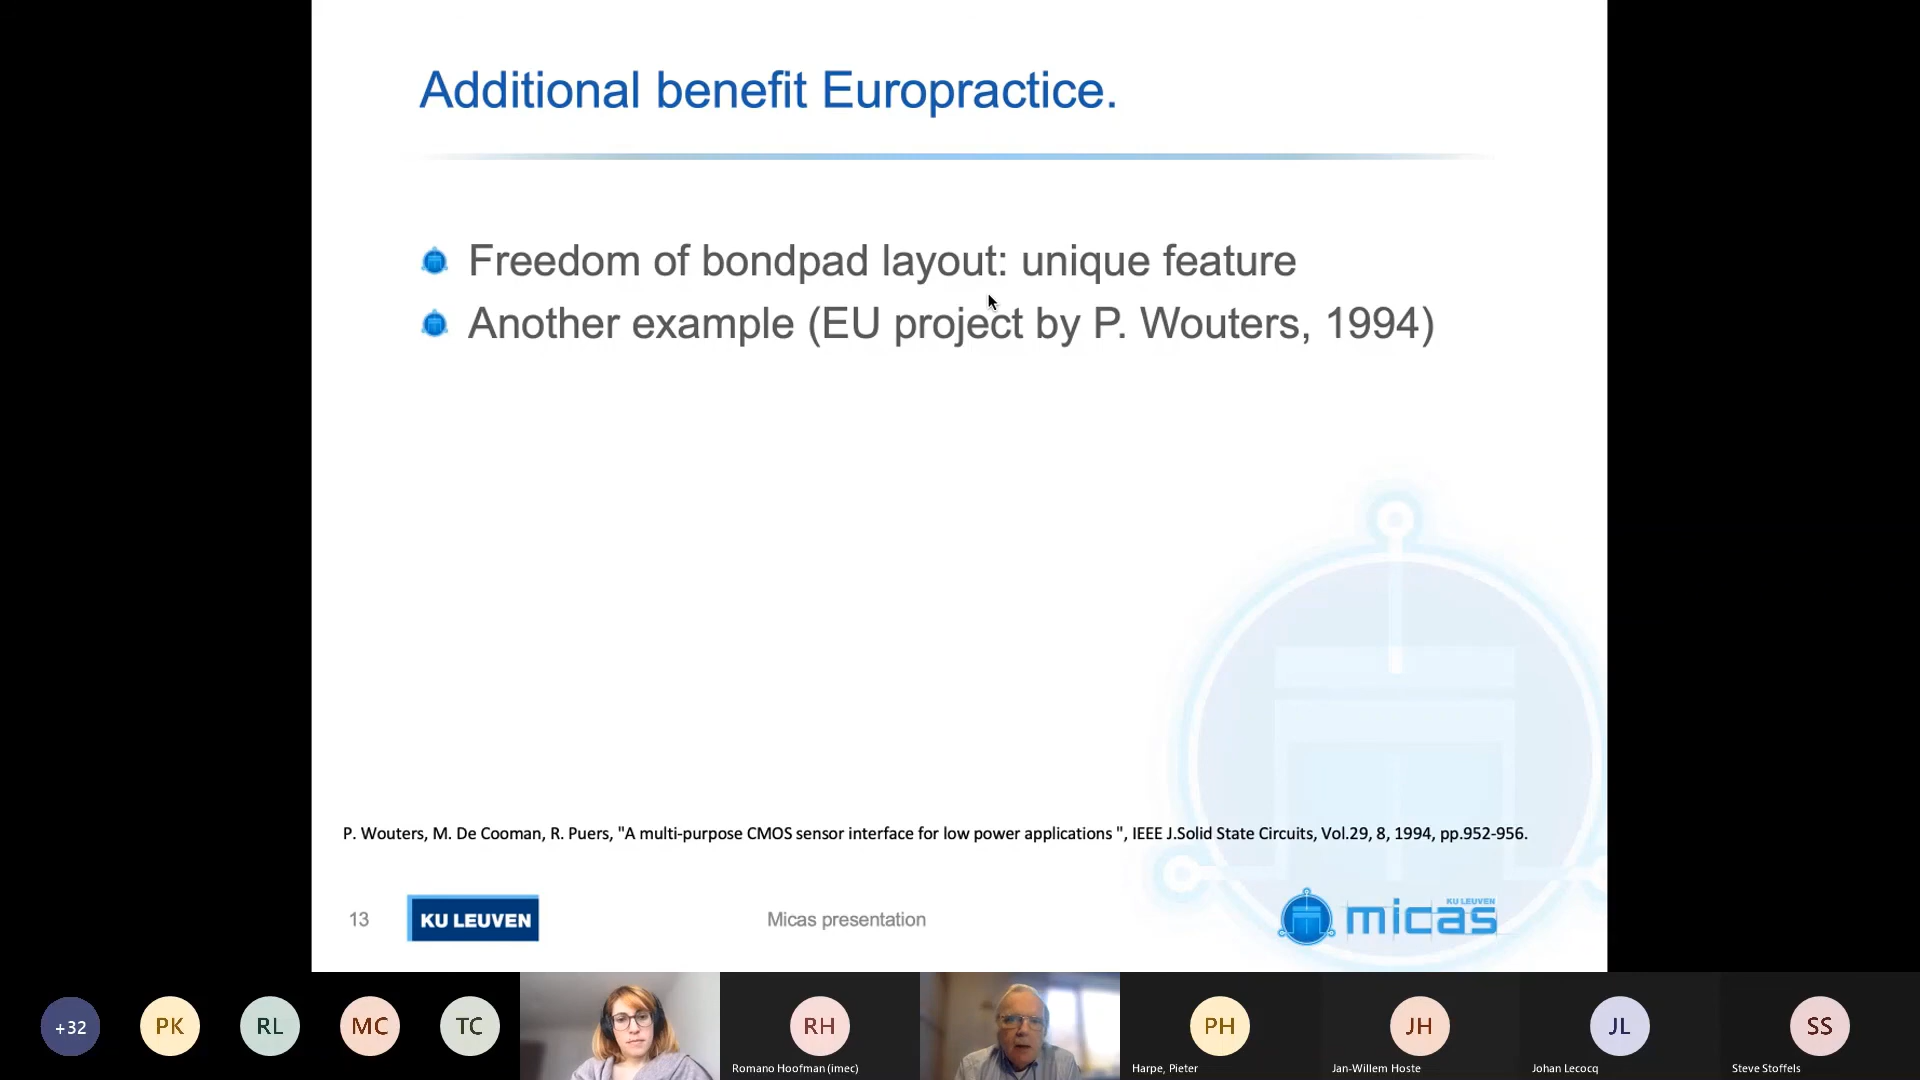 Additional benefit Europractice.
Freedom of bondpad layout: unique feature
Another example (EU project by P. Wouters, 1994)
P. Wouters, M. De Cooman, R. Puers, "A multi-purpose CMOS sensor interface for low power applications ", IEEE J.Solid State Circuits, Vol.29, 8, 1994, pp.952-956.
13
KU LEUVEN
Micas presentation
KU LEUVEN
micas
+32
PK
RL
MC
TC
RH
PH
JH
JL
SS
Romano Hoofman (imec)
Harpe, Pieter
Jan-Willem Hoste
Johan Lecocq
Steve Stoffels